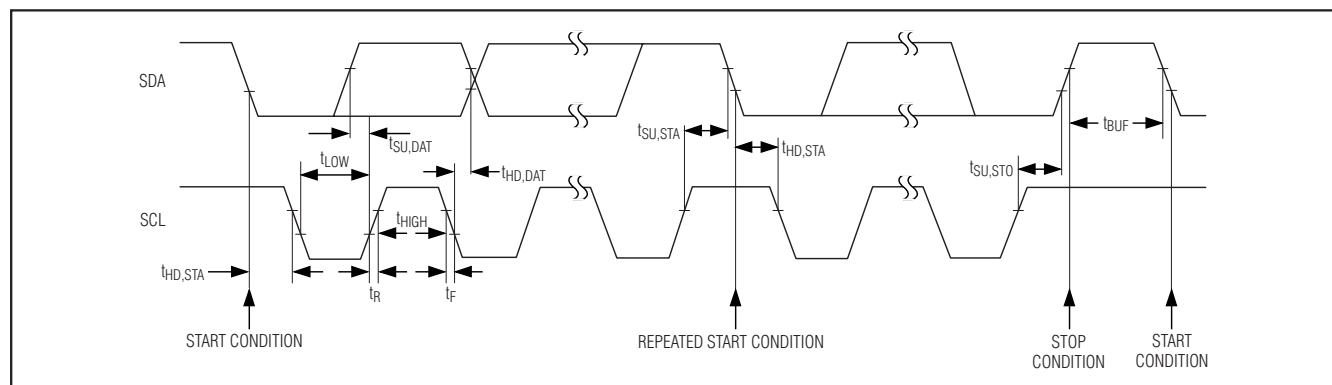 SDA
tSU,STA
tBUF
tSU,DAT
tHD,STA
tLOW
tHD,DAT
tSU,STO
SCL
tHIGH
tHD,STA
tR
tF
START CONDITION
REPEATED START CONDITION
STOP
CONDITION
START
CONDITION